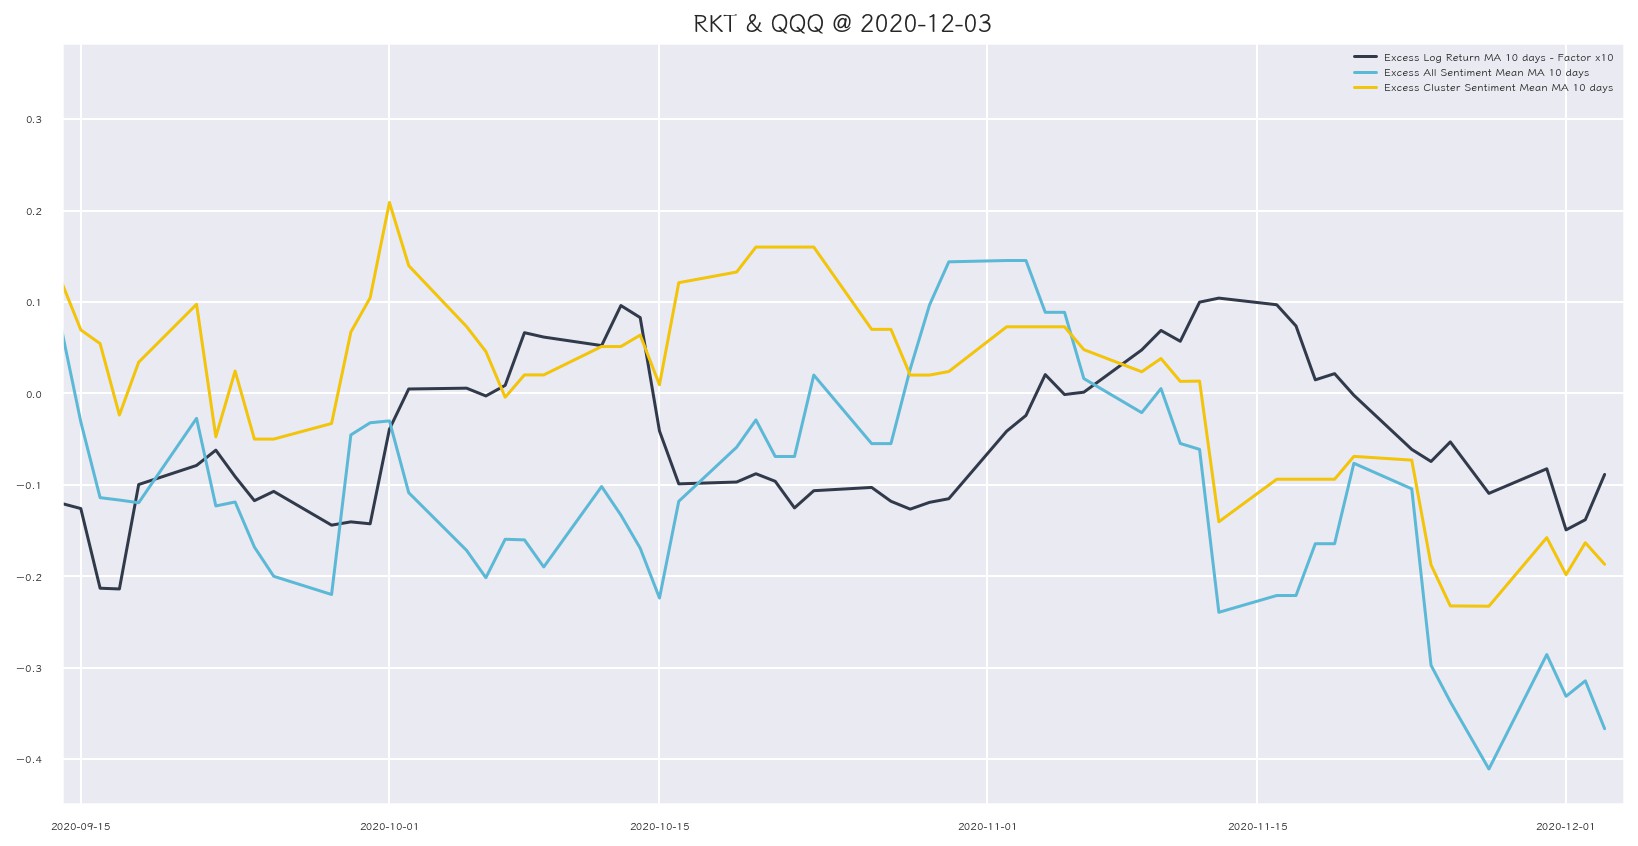 RKT & QQQ @ 2020-12-03
Excess Log Return MA 10 days - Factor x10
Excess All Sentiment Mean MA 10 days
Excess Cluster Sentiment Mean MA 10 days
0.3
0.2
0.1
0.0
−0.1
−0.2
−0.3
−0.4
2020-09-15 2020-10-01 2020-10-15 2020-11-01 2020-11-15 2020-12-01